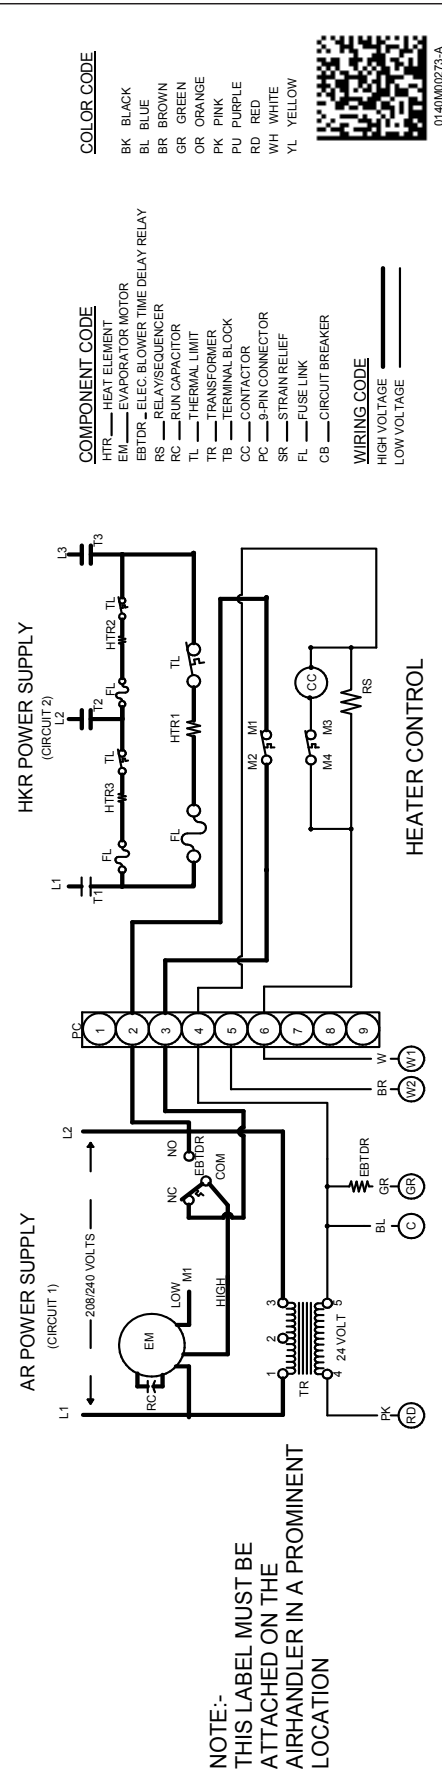 NOTE:-
THIS LABEL MUST BE
ATTACHED ON THE
AIRHANDLER IN A PROMINENT
LOCATION
AR POWER SUPPLY
(CIRCUIT 1)
L1
208/240 VOLTS
L2
RC
EM
LOW
M1
HIGH
NC
NO
EBTDR
COM
1
2
3
TR
4
24 VOLT
5
PK
RD
BL
C
GR
GR
EBTDR
BR
W2
W
W1
PC
1
2
3
4
5
6
7
8
9
HKR POWER SUPPLY
(CIRCUIT 2)
L1
L2
L3
T1
T2
T3
FL
HTR3
TL
FL
HTR2
TL
FL
HTR1
TL
M2
M1
M4
M3
CC
RS
HEATER CONTROL
COMPONENT CODE
HTR HEAT ELEMENT
EM EVAPORATOR MOTOR
EBTDR ELEC. BLOWER TIME DELAY RELAY
RS RELAY/SEQUENCER
RC RUN CAPACITOR
TL THERMAL LIMIT
TR TRANSFORMER
TB TERMINAL BLOCK
CC CONTACTOR
PC 9-PIN CONNECTOR
SR STRAIN RELIEF
FL FUSE LINK
CB CIRCUIT BREAKER
WIRING CODE
HIGH VOLTAGE
LOW VOLTAGE
COLOR CODE
BK BLACK
BL BLUE
BR BROWN
GR GREEN
OR ORANGE
PK PINK
PU PURPLE
RD RED
WH WHITE
YL YELLOW
0140M00273-A